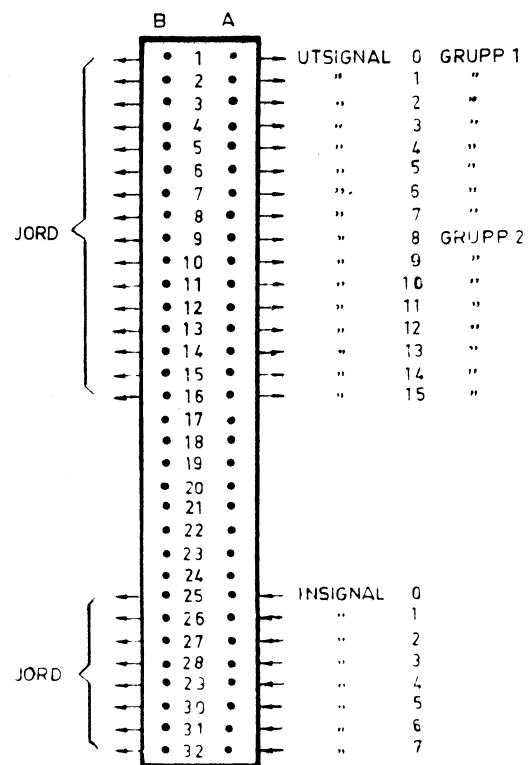 B A
1 UTSIGNAL 0 GRUPP 1
2 " 1 "
3 " 2 "
4 " 3 "
5 " 4 "
6 " 5 "
7 " 6 "
8 " 7 "
JORD 9 " 8 GRUPP 2
10 " 9 "
11 " 10 "
12 " 11 "
13 " 12 "
14 " 13 "
15 " 14 "
16 " 15 "
17
18
19
20
21
22
23
24
25 INSIGNAL 0
26 " 1
27 " 2
JORD 28 " 3
23 " 4
30 " 5
31 " 6
32 " 7